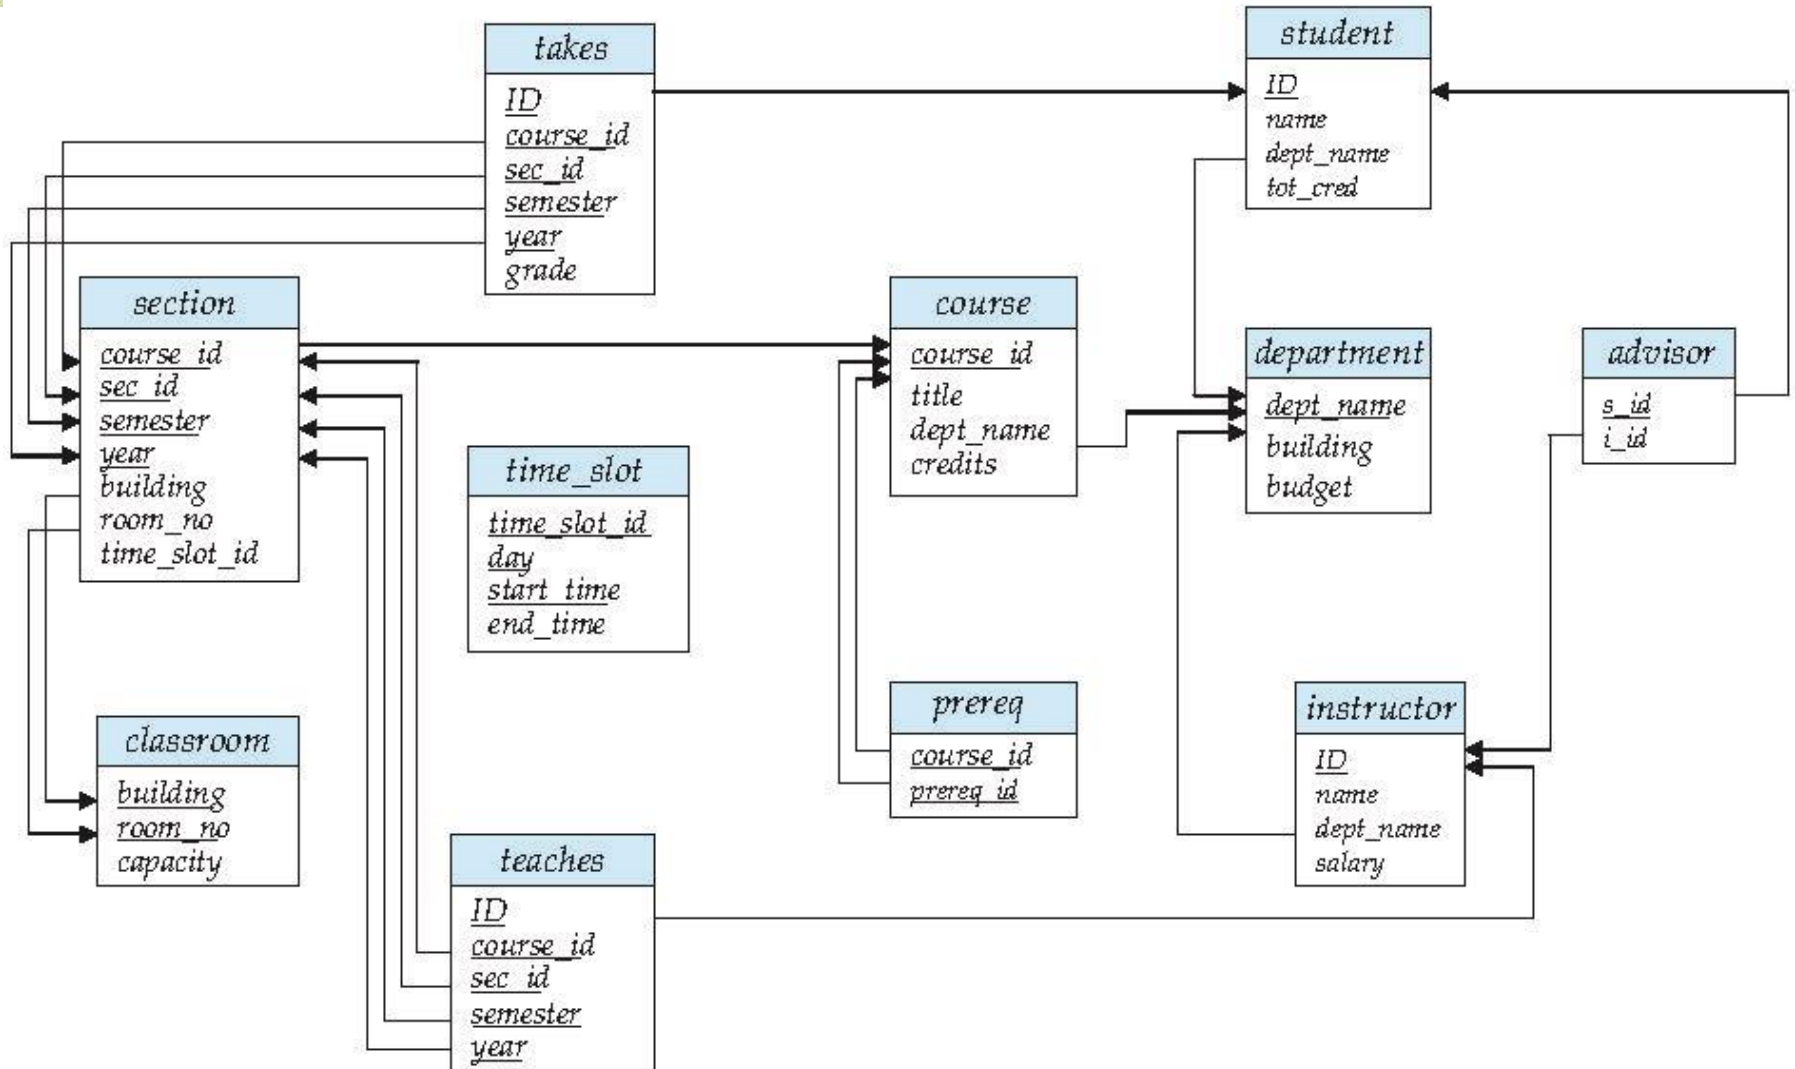 takes
ID
course_id
sec_id
semester
year
grade
student
ID
name
dept_name
tot_cred
section
course_id
sec_id
semester
year
building
room_no
time_slot_id
course
course_id
title
dept_name
credits
department
dept_name
building
budget
advisor
s_id
i_id
time_slot
time_slot_id
day
start_time
end_time
prereq
course_id
prereq_id
instructor
ID
name
dept_name
salary
classroom
building
room_no
capacity
teaches
ID
course_id
sec_id
semester
year